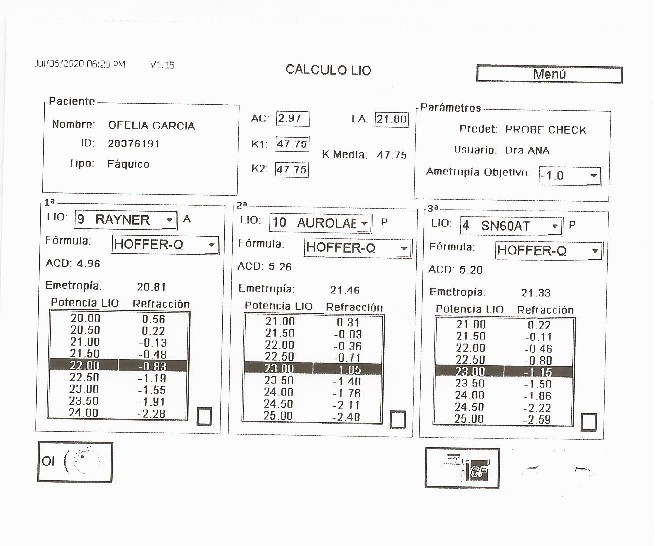 Jul/05/2020 06:20 PM V1.15
CALCULO LIO
Menú
Paciente
Nombre: OFELIA GARCIA
ID: 20376191
Tipo: Fáquico
AC: 2.97 LA: 21.80
K1: 47.75
K Media: 47.75
K2: 47.75
Parámetros
Predet: PROBE CHECK
Usuario: Dra ANA
Ametropía Objetivo: -1.0
1ª
LIO: 9 RAYNER A
Fórmula: HOFFER-Q
ACD: 4.96
Emetropía: 20.81
Potencia LIO Refracción
20.00 0.56
20.50 0.22
21.00 -0.13
21.50 -0.48
22.00 -0.83
22.50 -1.19
23.00 -1.55
23.50 -1.91
24.00 -2.28
2ª
LIO: 10 AUROLAB P
Fórmula: HOFFER-Q
ACD: 5.26
Emetropía: 21.46
Potencia LIO Refracción
21.00 0.31
21.50 -0.03
22.00 -0.36
22.50 -0.71
23.00 -1.05
23.50 -1.40
24.00 -1.76
24.50 -2.11
25.00 -2.48
3ª
LIO: 4 SN60AT P
Fórmula: HOFFER-Q
ACD: 5.20
Emetropía: 21.33
Potencia LIO Refracción
21.00 0.22
21.50 -0.11
22.00 -0.46
22.50 -0.80
23.00 -1.15
23.50 -1.50
24.00 -1.86
24.50 -2.22
25.00 -2.59
OI